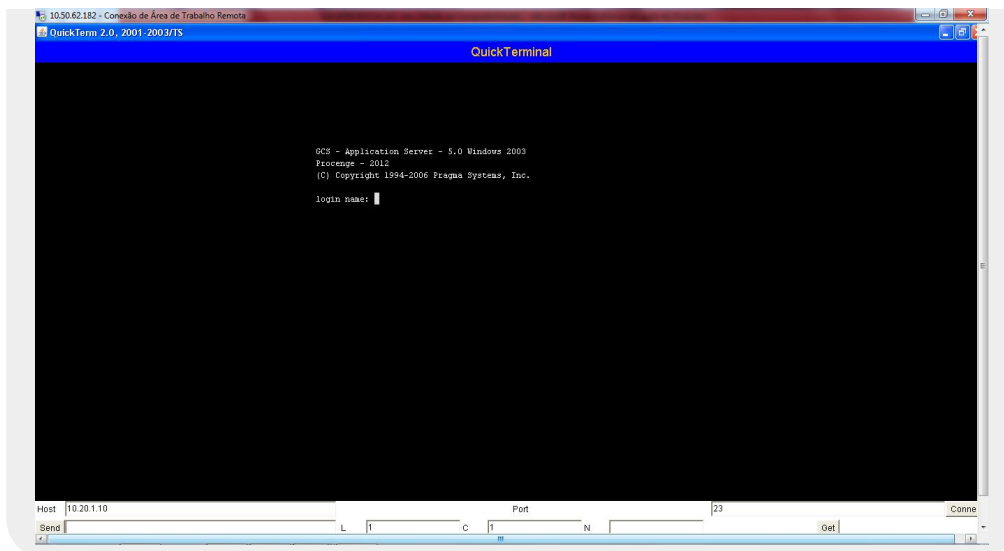 10.50.62.182 - Conexão de Área de Trabalho Remota
QuickTerm 2.0, 2001-2003/TS
QuickTerminal
GCS - Application Server - 5.0 Windows 2003
Procenge - 2012
(C) Copyright 1994-2006 Pragma Systems, Inc.
login name:
Host 10.20.1.10 Port 23 Conne
Send L 1 C 1 N Get